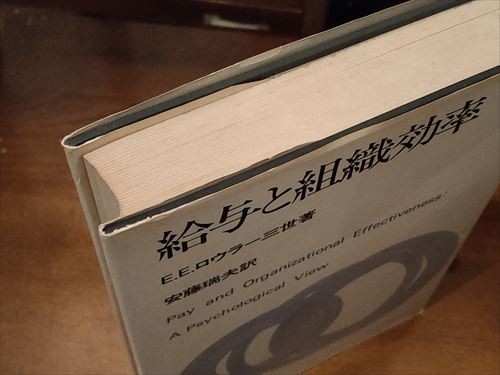 給与と組織効率
E.E.ロウラー三世著
安藤瑞夫訳
Pay and Organizational Effectiveness:
A Psychological View